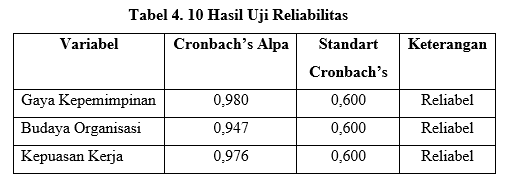 Tabel 4. 10 Hasil Uji Reliabilitas
Variabel Cronbach's Alpa Standart Cronbach's Keterangan
Gaya Kepemimpinan 0,980 0,600 Reliabel
Budaya Organisasi 0,947 0,600 Reliabel
Kepuasan Kerja 0,976 0,600 Reliabel